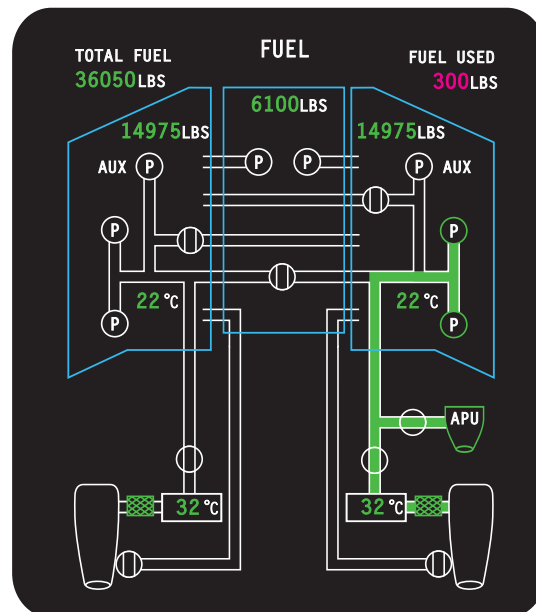 FUEL
TOTAL FUEL
36050LBS
FUEL USED
300LBS
6100LBS
14975LBS
14975LBS
AUX P
P P
P AUX
P
P
22°C
22°C
P
P
APU
32°C
32°C